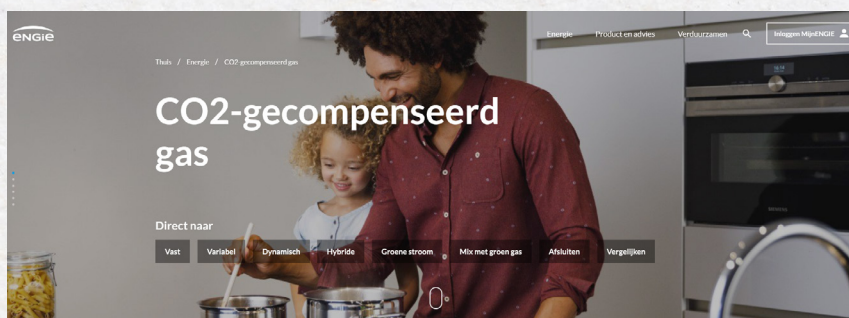 ENGIE
Energie Product en advies Verduurzamen Inloggen MijnENGIE
Thuis / Energie / CO2-gecompenseerd gas
CO2-gecompenseerd
gas
Direct naar
Vast Variabel Dynamisch Hybride Groene stroom Mix met groen gas Afsluiten Vergelijken